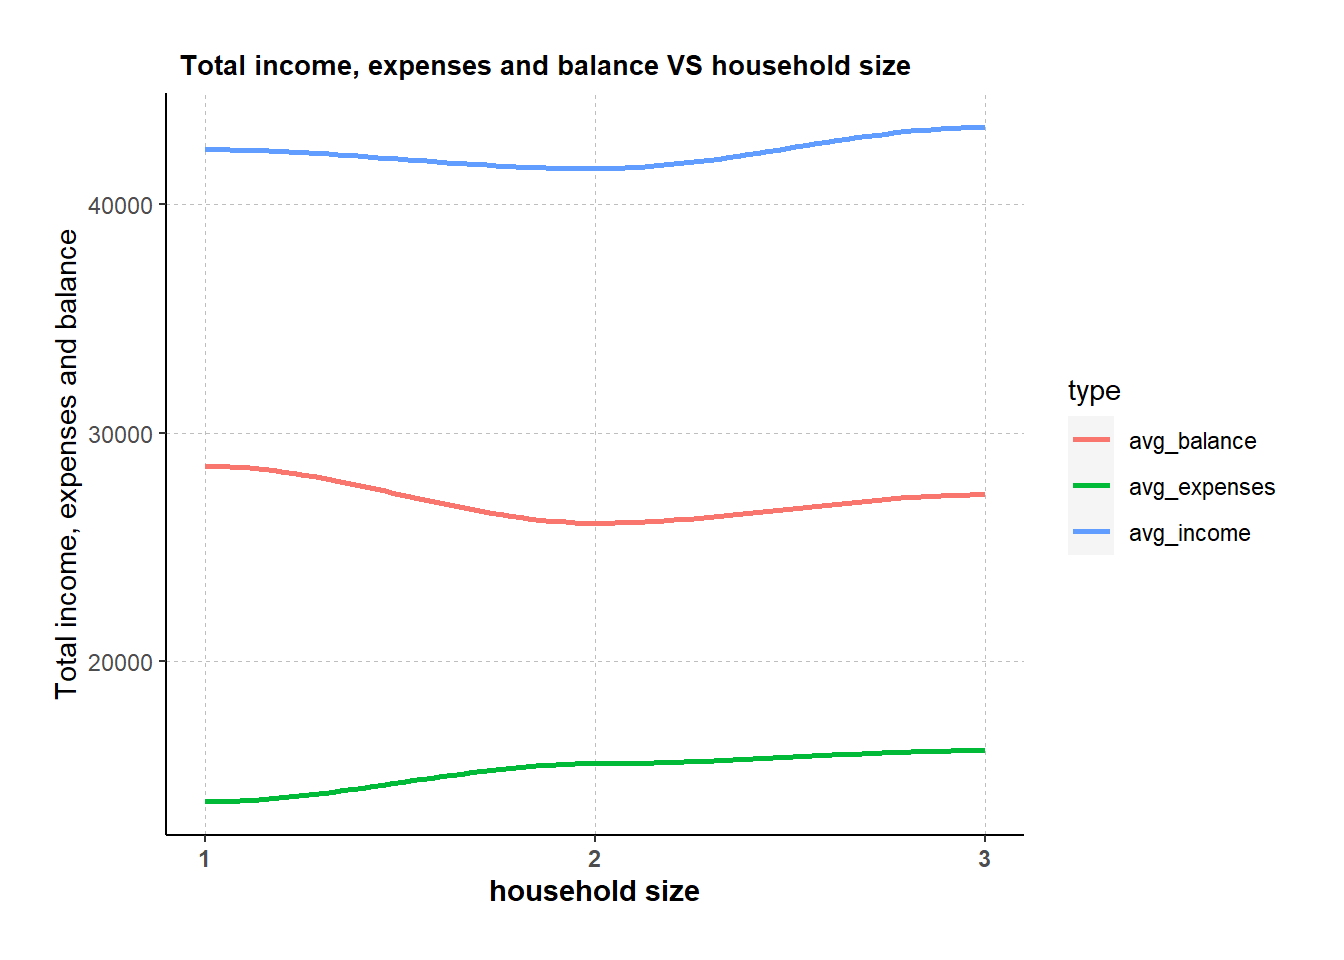 Total income, expenses and balance VS household size
Total income, expenses and balance
40000
30000
20000
1
2
3
household size
type
avg_balance
avg_expenses
avg_income